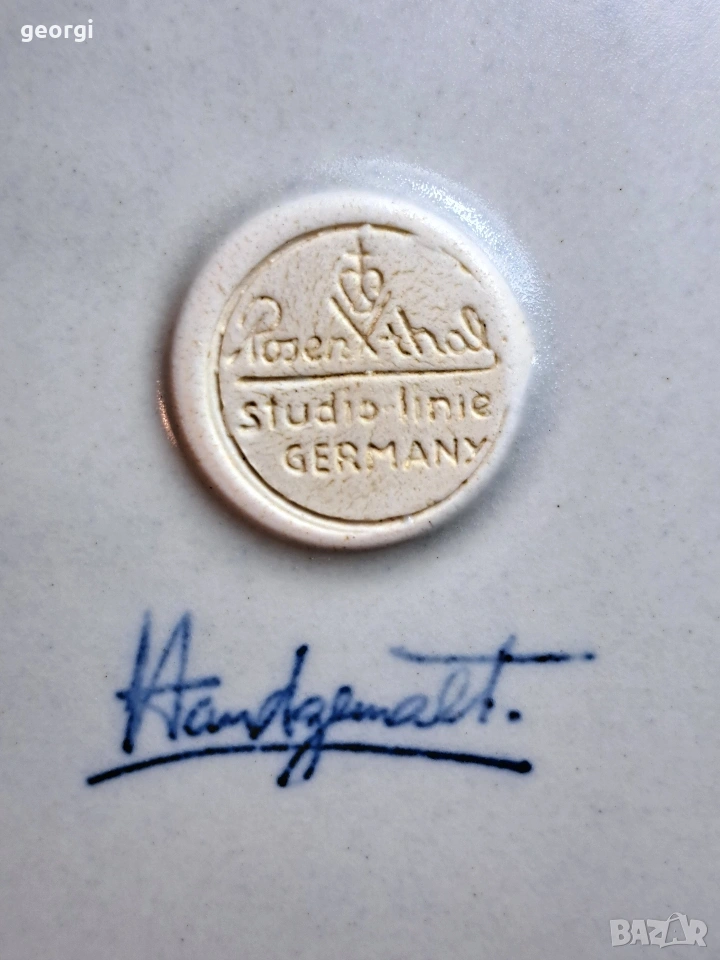 georgi
Rosenthal
studio-linie
GERMANY
Handgemalt.
BAZAR